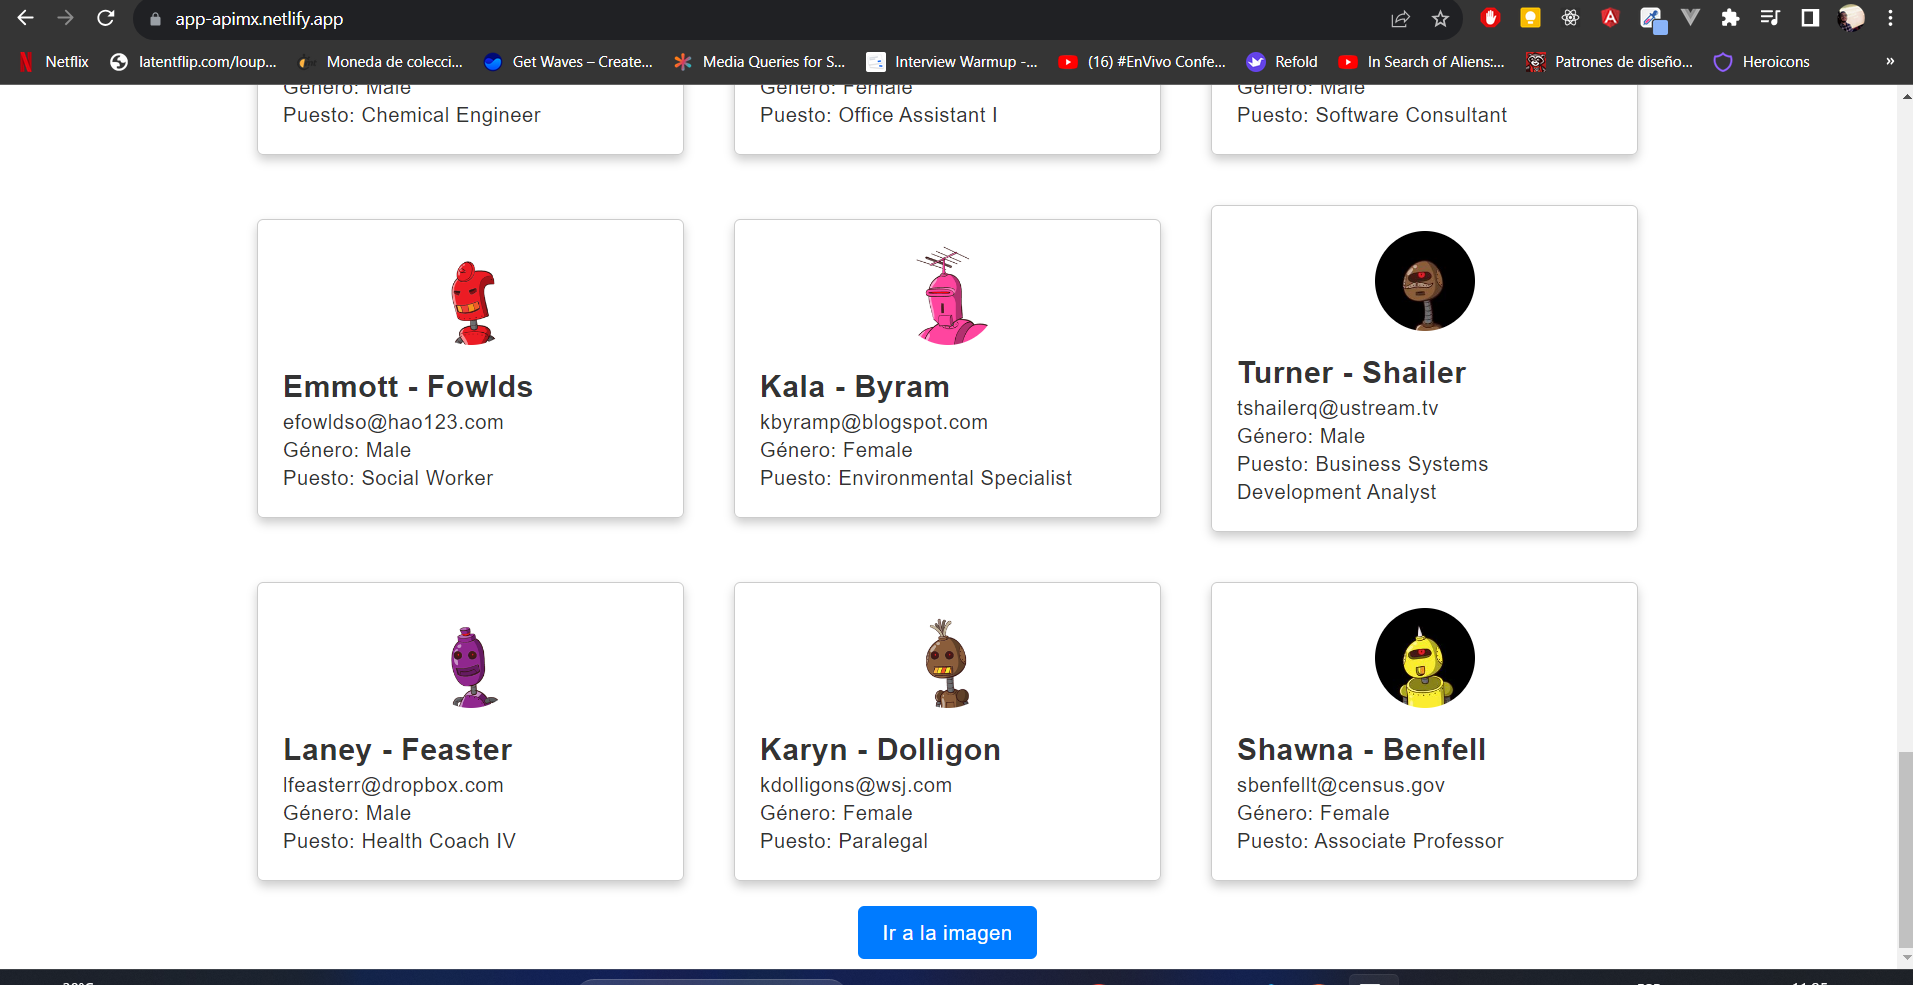 app-apimx.netlify.app
Netflix
latentflip.com/loup...
Moneda de colecci...
Get Waves – Create...
Media Queries for S...
Interview Warmup -...
(16) #EnVivo Confe...
Refold
In Search of Aliens:...
Patrones de diseño...
Heroicons
»
Género: Male
Puesto: Chemical Engineer
Género: Female
Puesto: Office Assistant I
Género: Male
Puesto: Software Consultant
Emmott - Fowlds
efowldso@hao123.com
Género: Male
Puesto: Social Worker
Kala - Byram
kbyramp@blogspot.com
Género: Female
Puesto: Environmental Specialist
Turner - Shailer
tshailerq@ustream.tv
Género: Male
Puesto: Business Systems
Development Analyst
Laney - Feaster
lfeasterr@dropbox.com
Género: Male
Puesto: Health Coach IV
Karyn - Dolligon
kdolligons@wsj.com
Género: Female
Puesto: Paralegal
Shawna - Benfell
sbenfellt@census.gov
Género: Female
Puesto: Associate Professor
Ir a la imagen